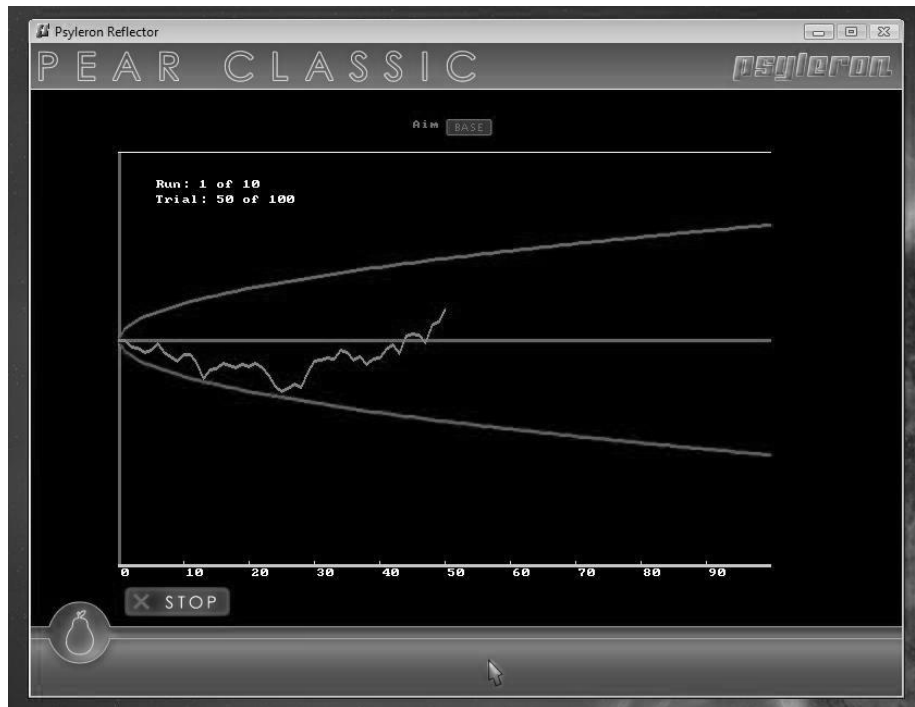 Psyleron Reflector
PEAR CLASSIC psyleron
Aim BASE
Run: 1 of 10
Trial: 50 of 100
0 10 20 30 40 50 60 70 80 90
STOP